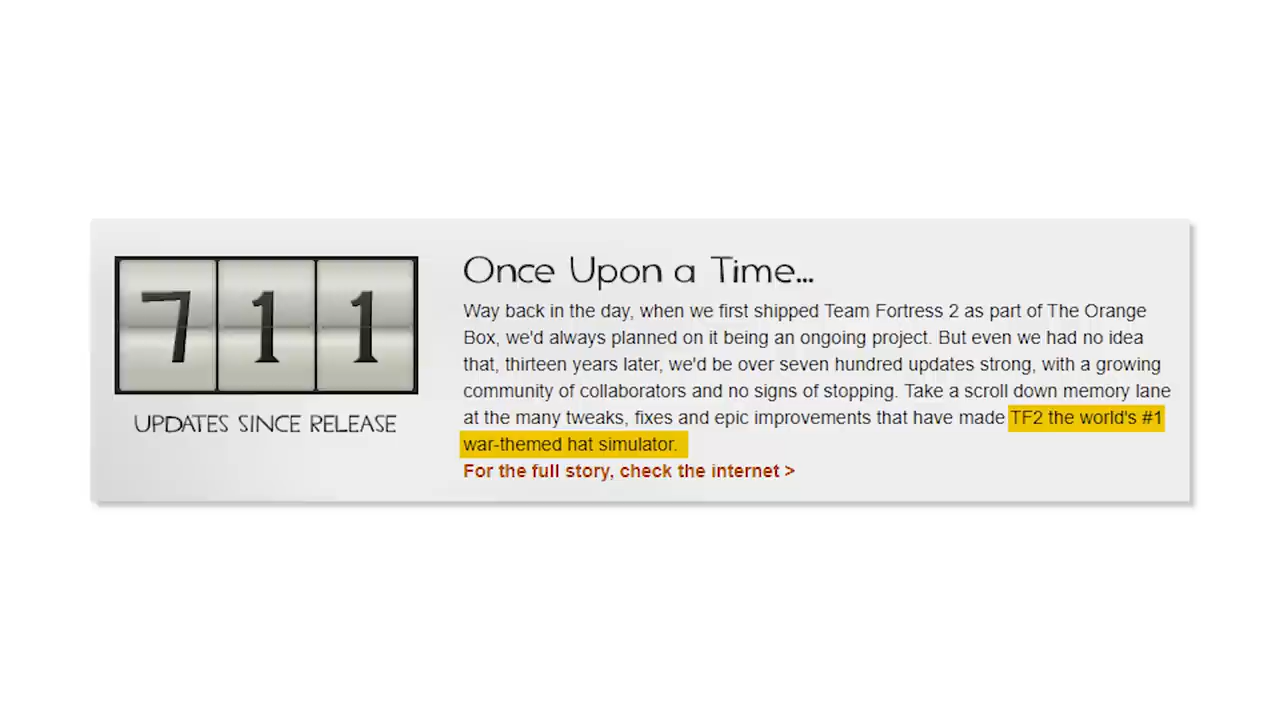 711
UPDATES SINCE RELEASE
Once Upon a Time...
Way back in the day, when we first shipped Team Fortress 2 as part of The Orange
Box, we'd always planned on it being an ongoing project. But even we had no idea
that, thirteen years later, we'd be over seven hundred updates strong, with a growing
community of collaborators and no signs of stopping. Take a scroll down memory lane
at the many tweaks, fixes and epic improvements that have made TF2 the world's #1
war-themed hat simulator.
For the full story, check the internet >